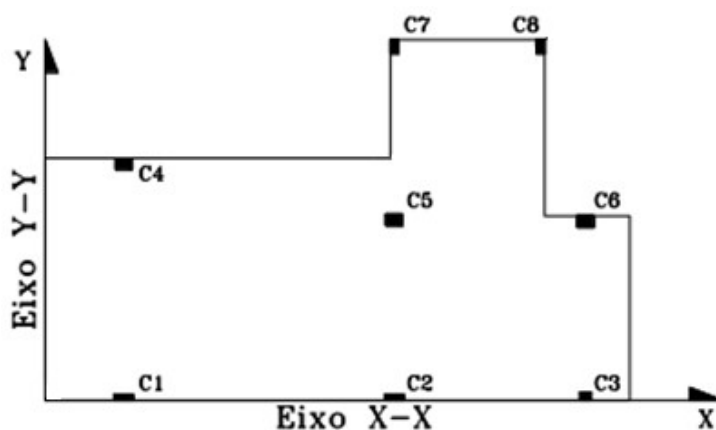 C7 C8
Y
C4
C5 C6
Eixo Y-Y
C1 C2 C3
Eixo X-X X